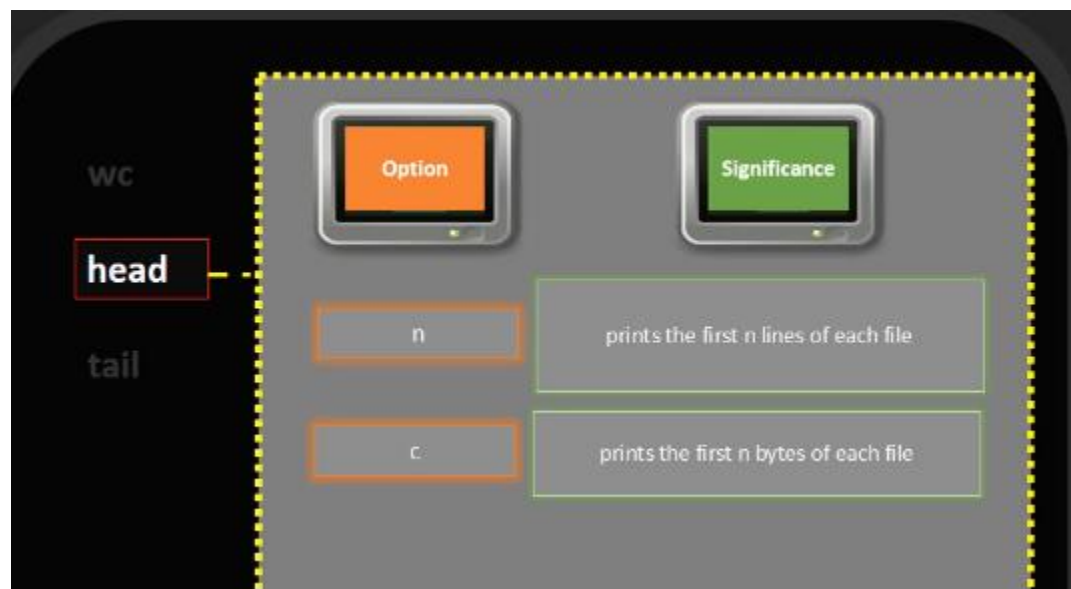 wc
head
tail
Option
Significance
n
prints the first n lines of each file
c
prints the first n bytes of each file